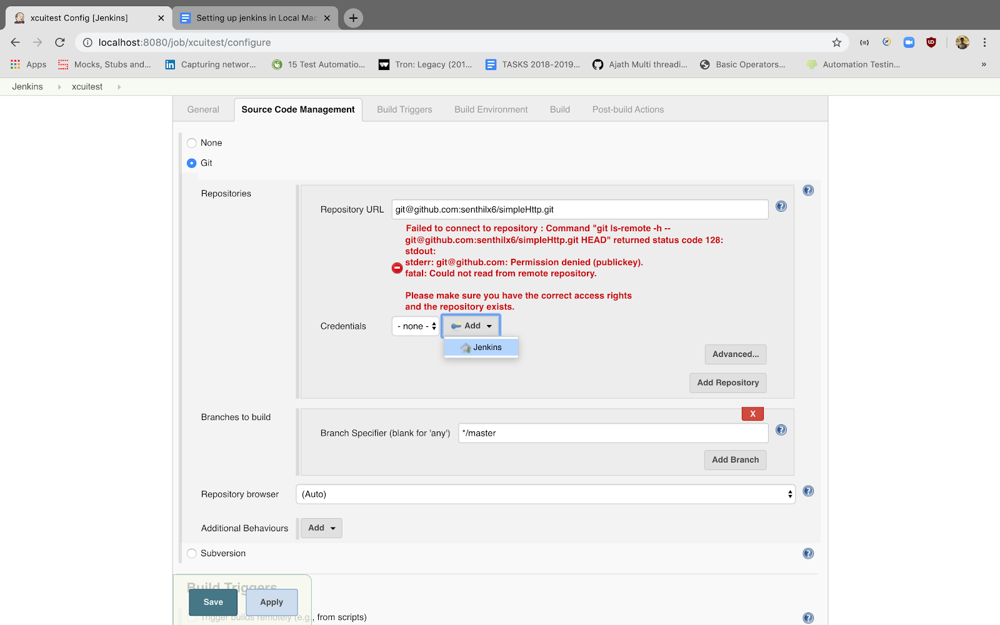 xcuitest Config [Jenkins]
Setting up jenkins in Local Mac
localhost:8080/job/xcuitest/configure
Apps
Mocks, Stubs and...
Capturing networ...
15 Test Automatio...
Tron: Legacy (201...
TASKS 2018-2019...
Ajath Multi threadi...
Basic Operators...
Automation Testin...
»
Jenkins
xcuitest
General
Source Code Management
Build Triggers
Build Environment
Build
Post-build Actions
None
Git
Repositories
Repository URL
git@github.com:senthilx6/simpleHttp.git
Failed to connect to repository : Command "git ls-remote -h --
git@github.com:senthilx6/simpleHttp.git HEAD" returned status code 128:
stdout:
stderr: git@github.com: Permission denied (publickey).
fatal: Could not read from remote repository.
Please make sure you have the correct access rights
and the repository exists.
Credentials
- none -
Add
Jenkins
Advanced...
Add Repository
Branches to build
X
Branch Specifier (blank for 'any')
*/master
Add Branch
Repository browser
(Auto)
Additional Behaviours
Add
Subversion
Build Triggers
Save
Apply
Trigger builds remotely (e.g., from scripts)